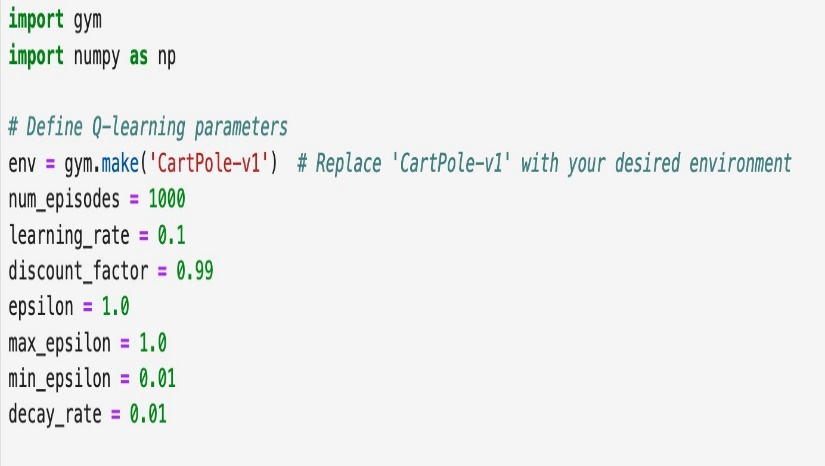 import gym
import numpy as np
# Define Q-learning parameters
env = gym.make('CartPole-v1')  # Replace 'CartPole-v1' with your desired environment
num_episodes = 1000
learning_rate = 0.1
discount_factor = 0.99
epsilon = 1.0
max_epsilon = 1.0
min_epsilon = 0.01
decay_rate = 0.01